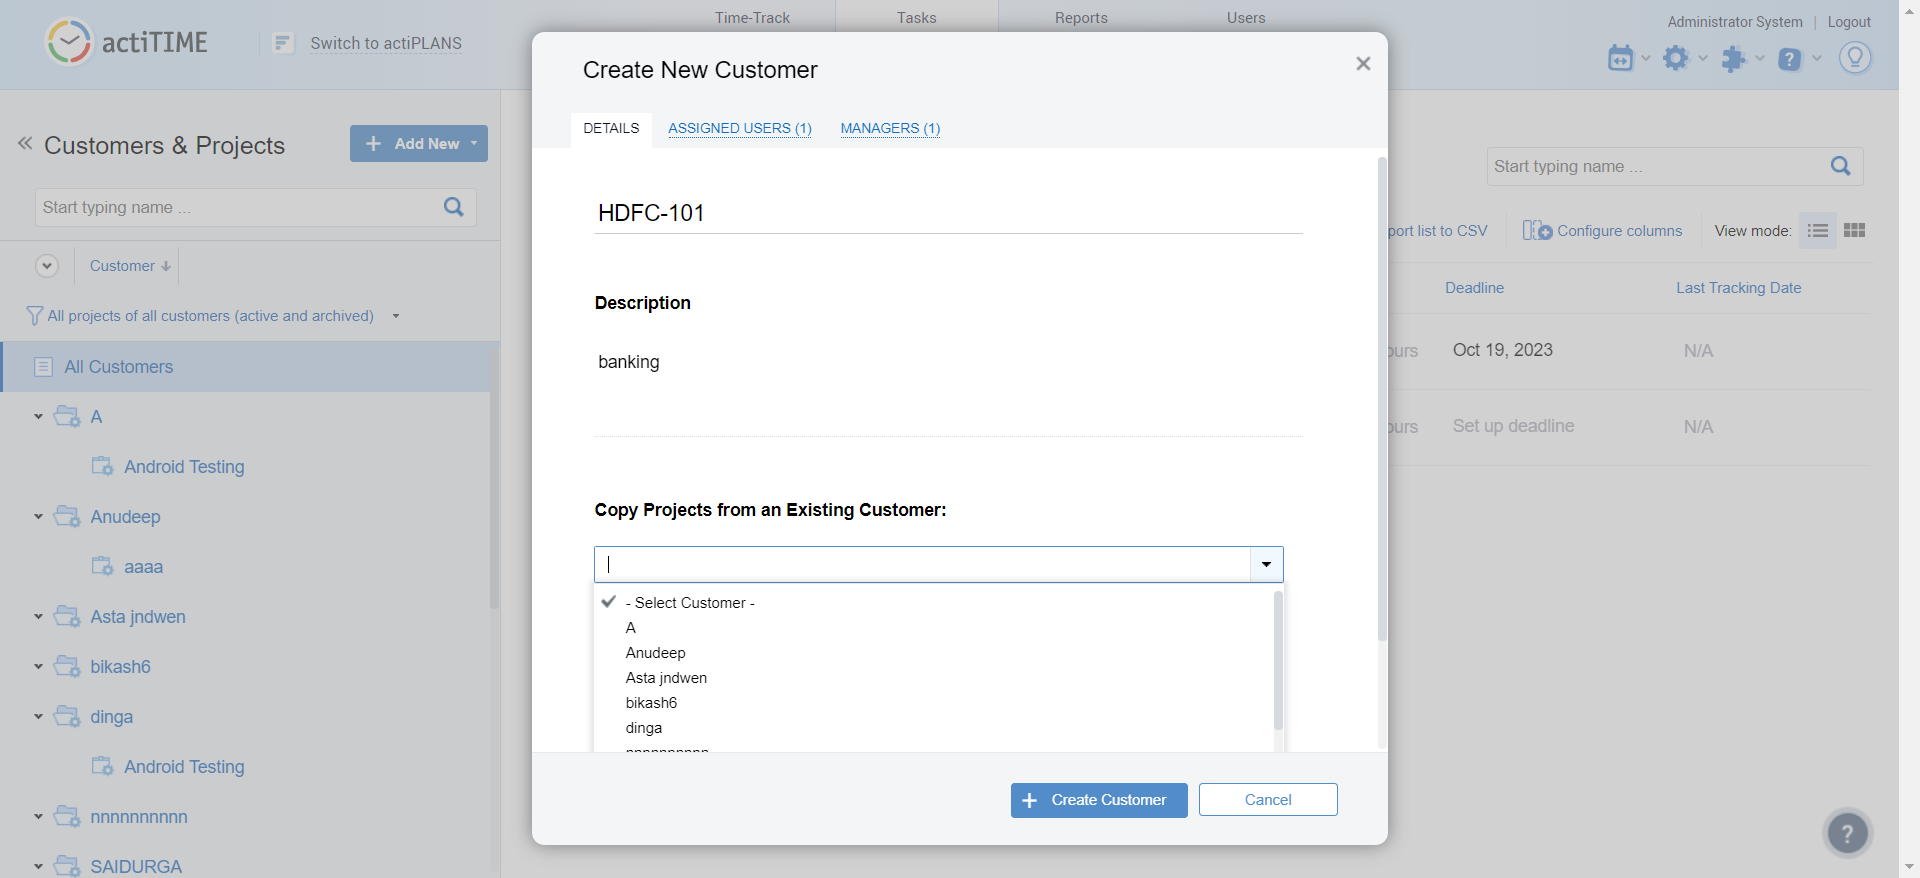 actiTIME
Switch to actiPLANS
Time-Track
Tasks
Reports
Users
Administrator System
Logout
Customers & Projects
Add New
Start typing name ...
Customer
All projects of all customers (active and archived)
All Customers
A
Android Testing
Anudeep
aaaa
Asta jndwen
bikash6
dinga
Android Testing
nnnnnnnnnn
SAIDURGA
Create New Customer
DETAILS
ASSIGNED USERS (1)
MANAGERS (1)
HDFC-101
Description
banking
Copy Projects from an Existing Customer:
- Select Customer -
A
Anudeep
Asta jndwen
bikash6
dinga
Create Customer
Cancel
Start typing name ...
port list to CSV
Configure columns
View mode:
Deadline
Last Tracking Date
ours
Oct 19, 2023
N/A
ours
Set up deadline
N/A
?
?